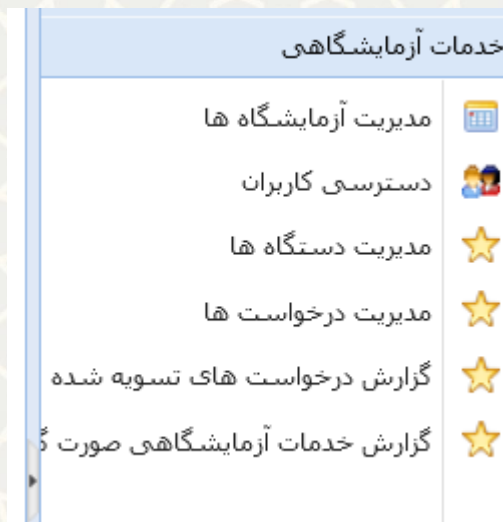 خدمات آزمایشگاهی
مدیریت آزمایشگاه ها
دسترسی کاربران
مدیریت دستگاه ها
مدیریت درخواست ها
گزارش درخواست های تسویه شده
گزارش خدمات آزمایشگاهی صورت